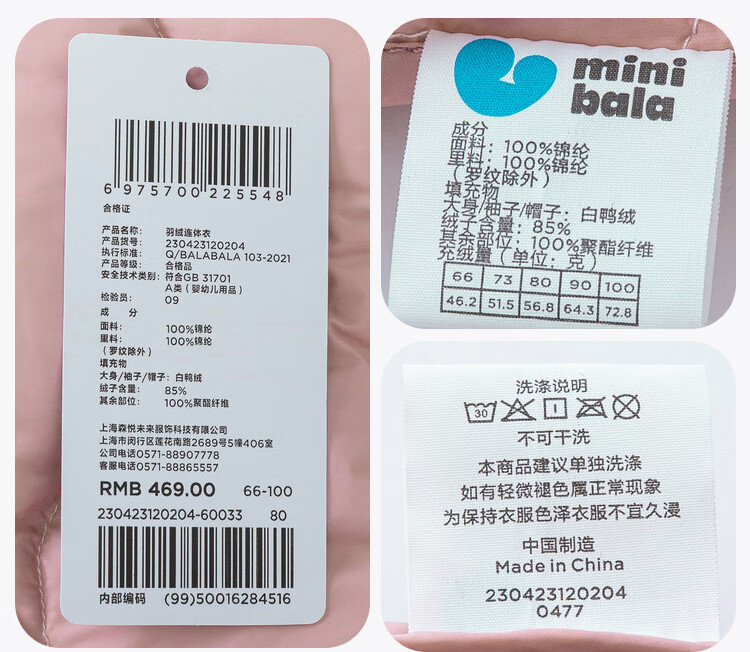 6 975700 225548
合格证
产品名称: 羽绒连体衣
产品货号: 230423120204
执行标准: Q/BALABALA 103-2021
产品等级: 合格品
安全技术类别: 符合GB 31701
A类 (婴幼儿用品)
检验员: 09
成 分
面料: 100%锦纶
里料: 100%锦纶
(罗纹除外)
填充物
大身/袖子/帽子: 白鸭绒
绒子含量: 85%
其余部位: 100%聚酯纤维
上海森悦未来服饰科技有限公司
上海市闵行区莲花南路2689号5幢406室
公司电话0571-88907778
客服电话0571-88865557
RMB 469.00 66-100
230423120204-60033 80
内部编码 (99)50016284516
mini
bala
成分
面料: 100%锦纶
里料: 100%锦纶
(罗纹除外)
填充物
大身/袖子/帽子: 白鸭绒
绒子含量: 85%
其余部位: 100%聚酯纤维
充绒量(单位: 克)
66 73 80 90 100
46.2 51.5 56.8 64.3 72.8
洗涤说明
30
不可干洗
本商品建议单独洗涤
如有轻微褪色属正常现象
为保持衣服色泽衣服不宜久浸
中国制造
Made in China
230423120204
0477